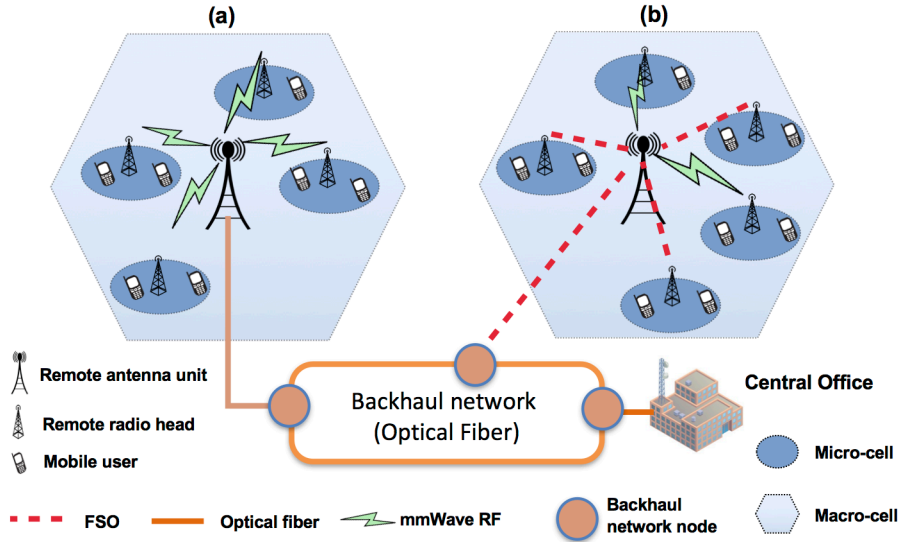 (a)
(b)
Backhaul network
(Optical Fiber)
Central Office
Remote antenna unit
Remote radio head
Mobile user
Micro-cell
FSO
Optical fiber
mmWave RF
Backhaul
network node
Macro-cell